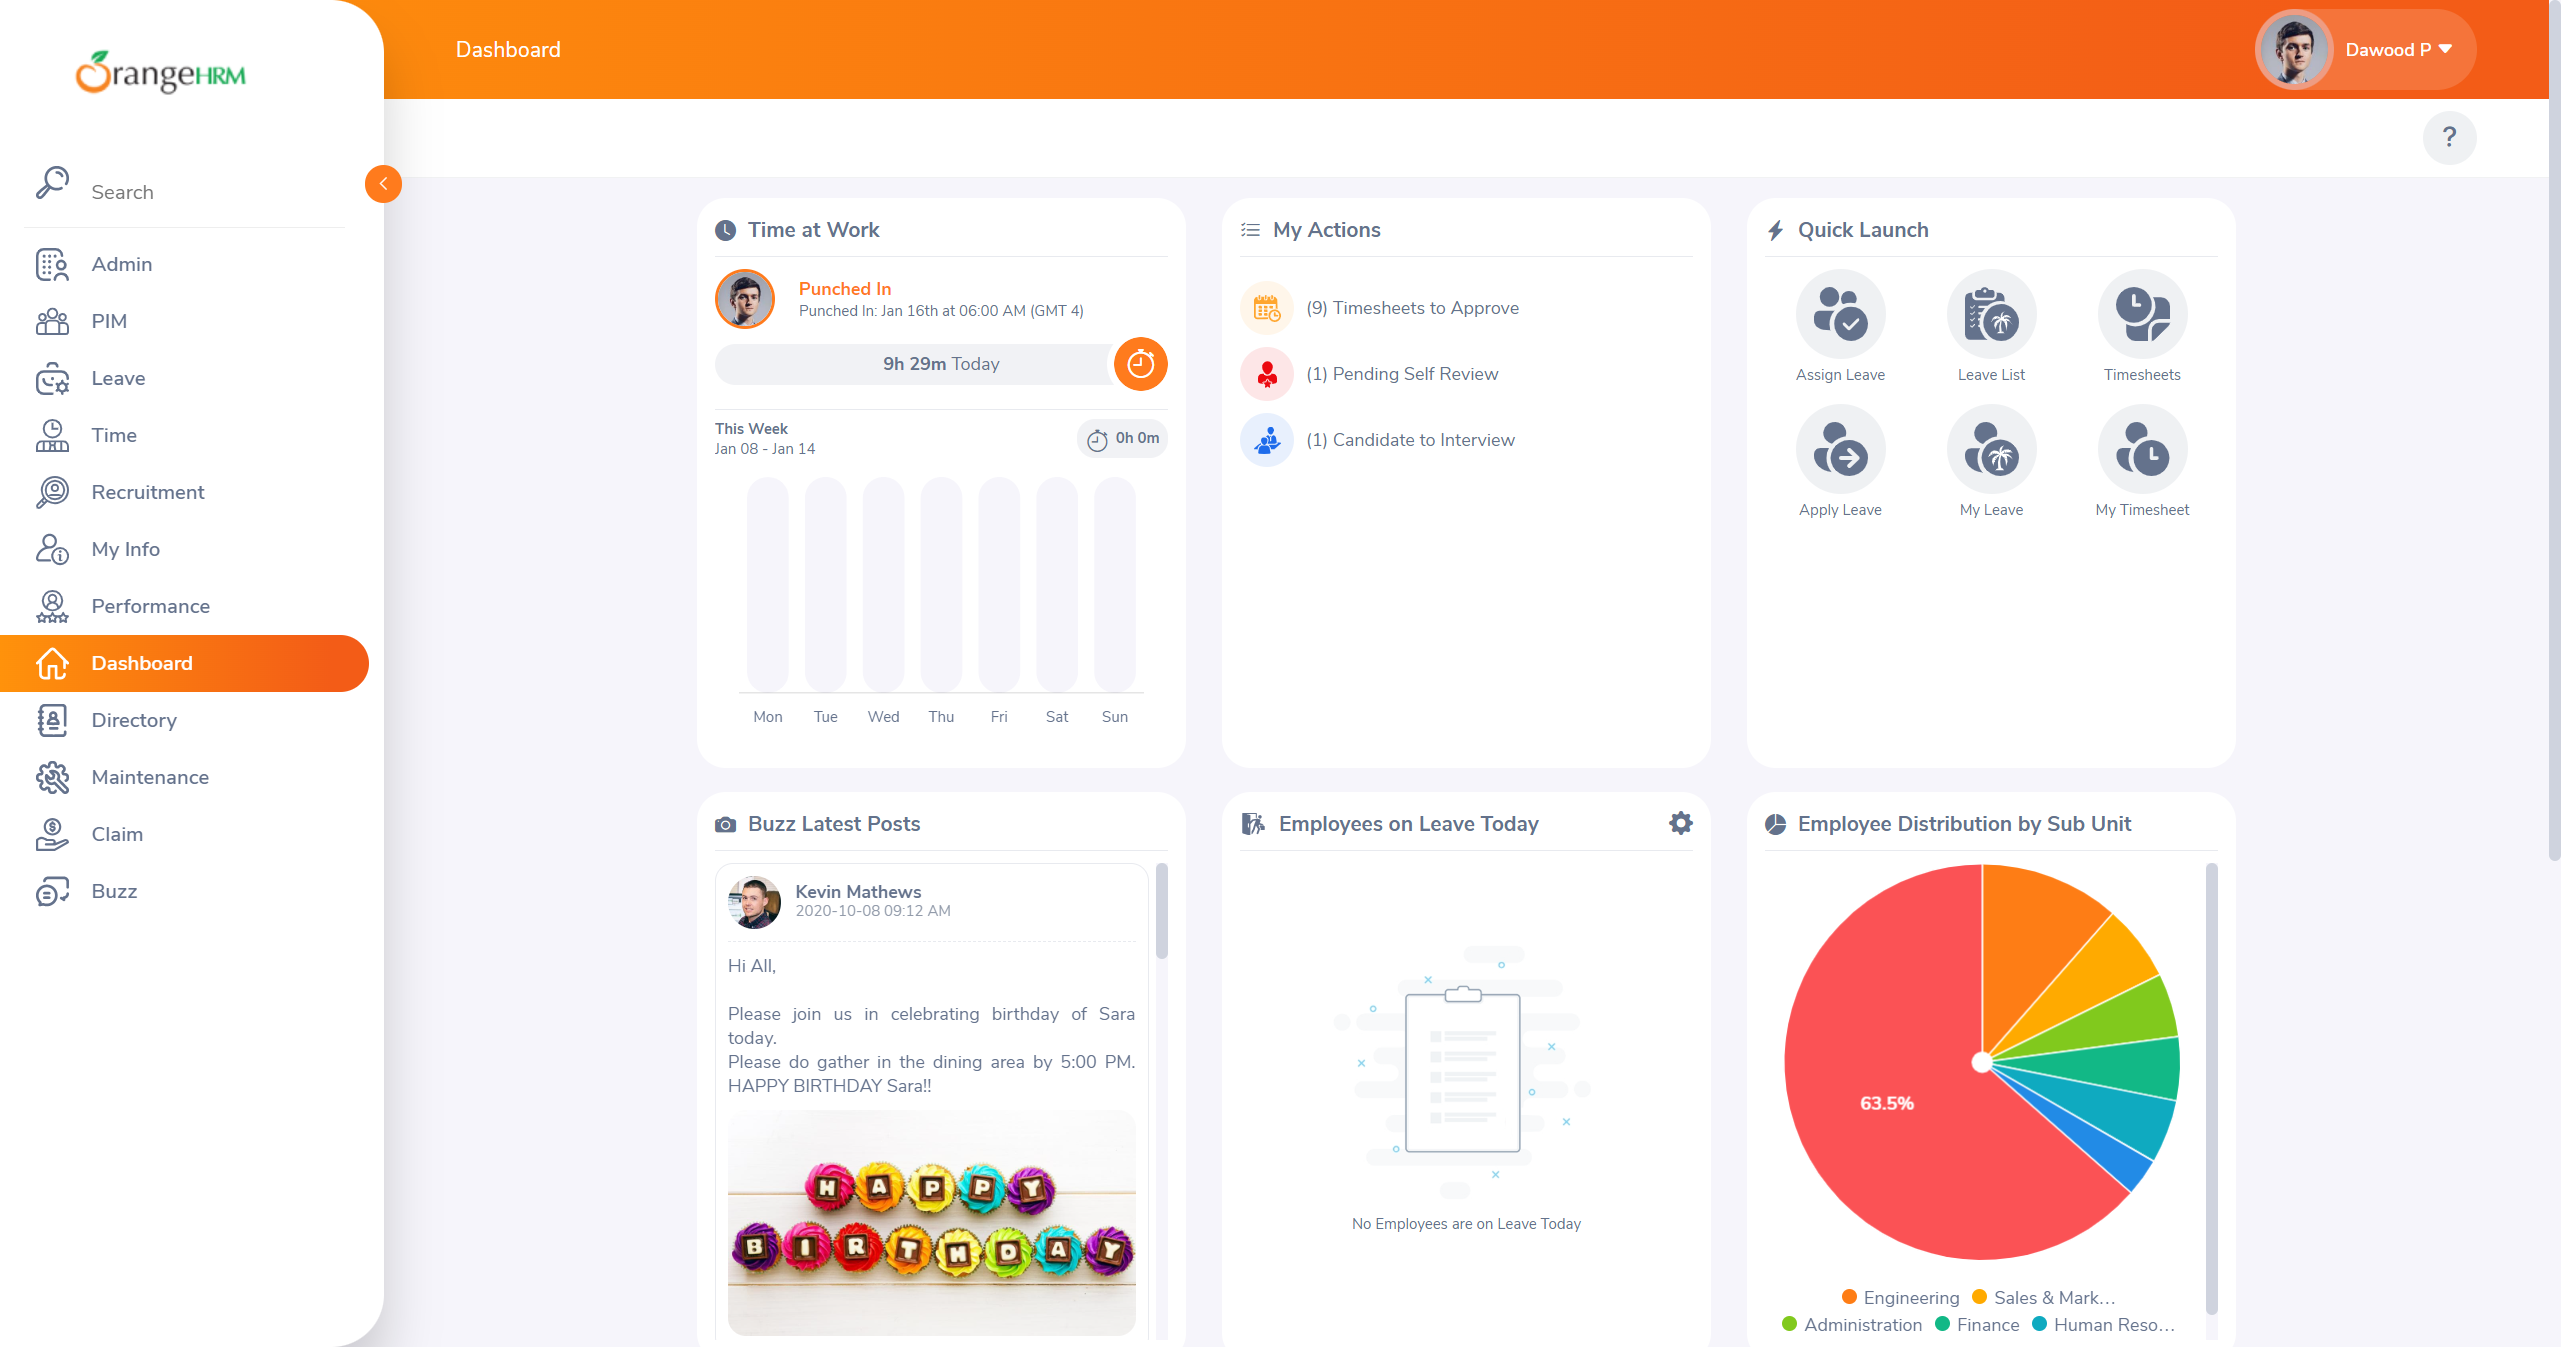 OrangeHRM
Dashboard
Dawood P
?
Search
Admin
PIM
Leave
Time
Recruitment
My Info
Performance
Dashboard
Directory
Maintenance
Claim
Buzz
Time at Work
Punched In
Punched In: Jan 16th at 06:00 AM (GMT 4)
9h 29m Today
This Week
Jan 08 - Jan 14
0h 0m
Mon Tue Wed Thu Fri Sat Sun
My Actions
(9) Timesheets to Approve
(1) Pending Self Review
(1) Candidate to Interview
Quick Launch
Assign Leave Leave List Timesheets
Apply Leave My Leave My Timesheet
Buzz Latest Posts
Kevin Mathews
2020-10-08 09:12 AM
Hi All,
Please join us in celebrating birthday of Sara
today.
Please do gather in the dining area by 5:00 PM.
HAPPY BIRTHDAY Sara!!
HAPPY
BIRTHDAY
Employees on Leave Today
No Employees are on Leave Today
Employee Distribution by Sub Unit
63.5%
Engineering Sales & Mark...
Administration Finance Human Reso...